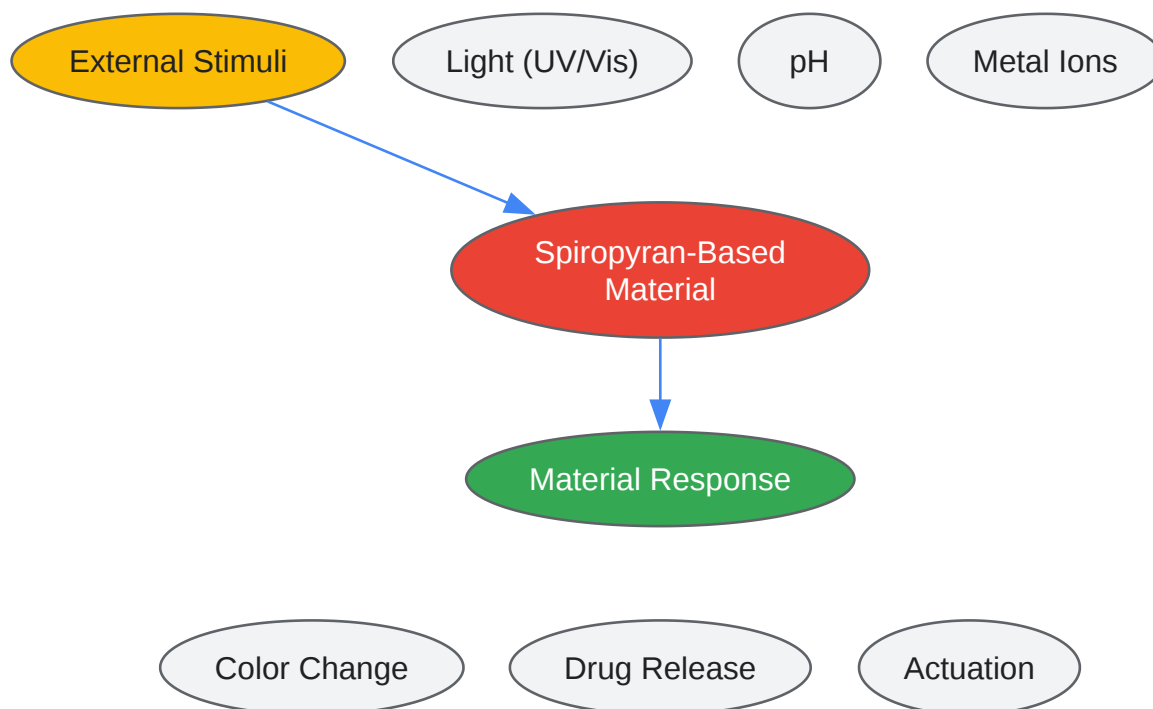 External Stimuli
Light (UV/Vis)
pH
Metal Ions
Spiropyran-Based
Material
Material Response
Color Change
Drug Release
Actuation